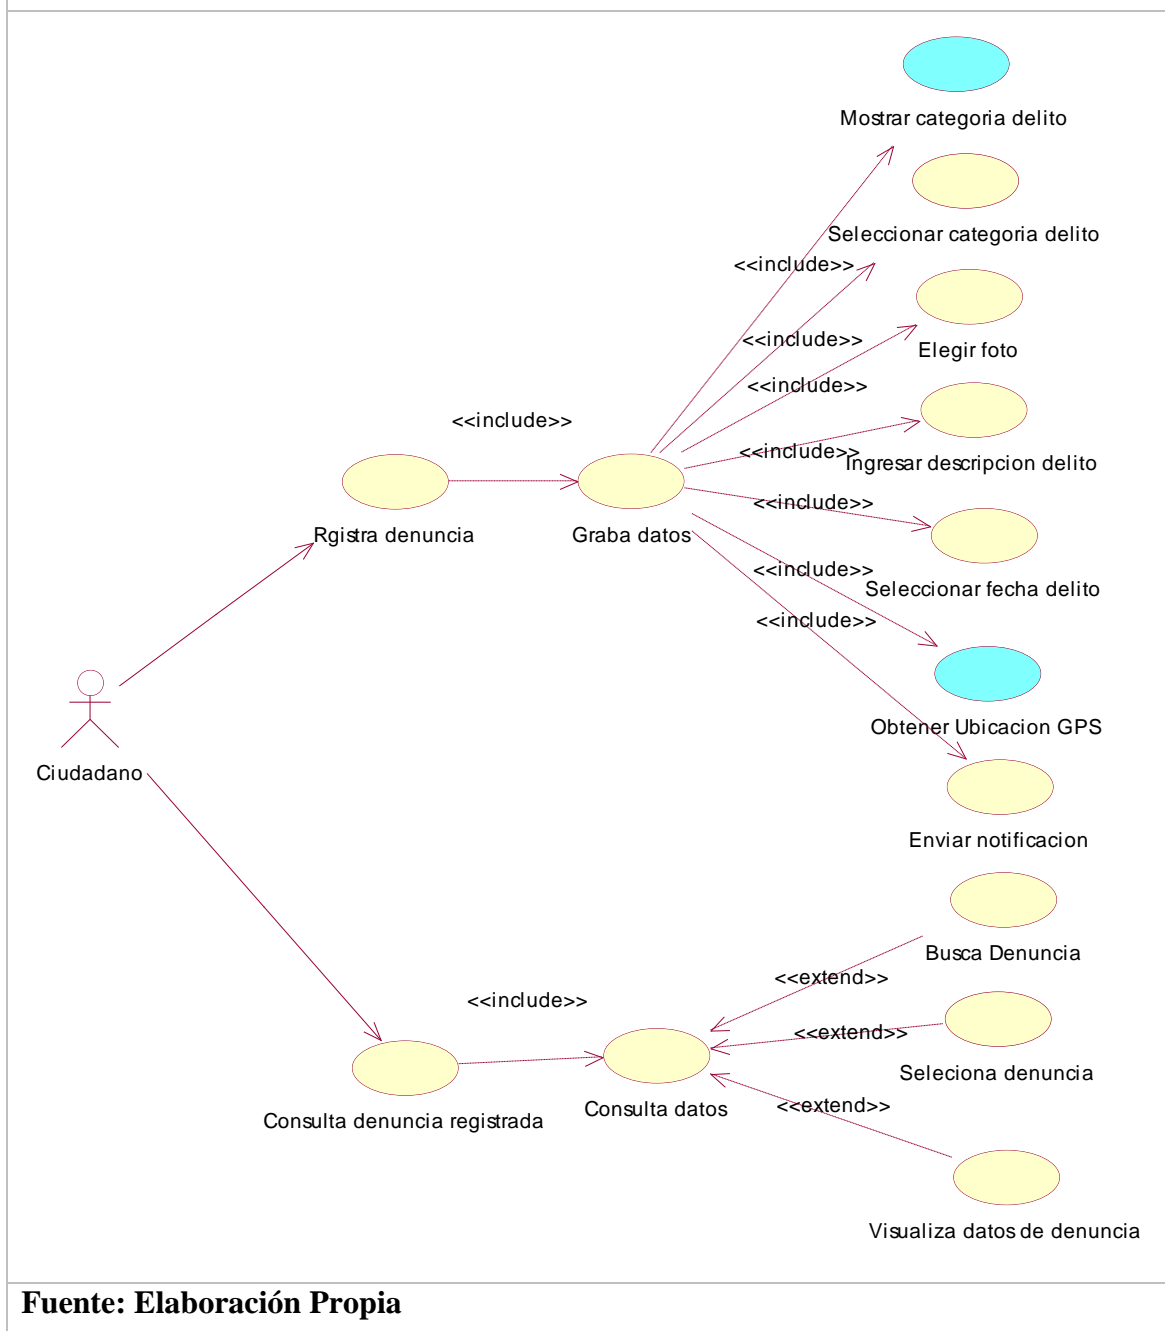 Mostrar categoria delito
Seleccionar categoria delito
<<include>>
<<include>>
Elegir foto
<<include>>
<<include>>
<<include>>
Ingresar descripcion delito
<<include>>
Rgistra denuncia
Graba datos
<<include>>
Seleccionar fecha delito
<<include>>
Obtener Ubicacion GPS
Ciudadano
Enviar notificacion
Busca Denuncia
<<extend>>
<<include>>
<<extend>>
Seleciona denuncia
<<extend>>
Consulta denuncia registrada
Consulta datos
Visualiza datos de denuncia
Fuente: Elaboración Propia